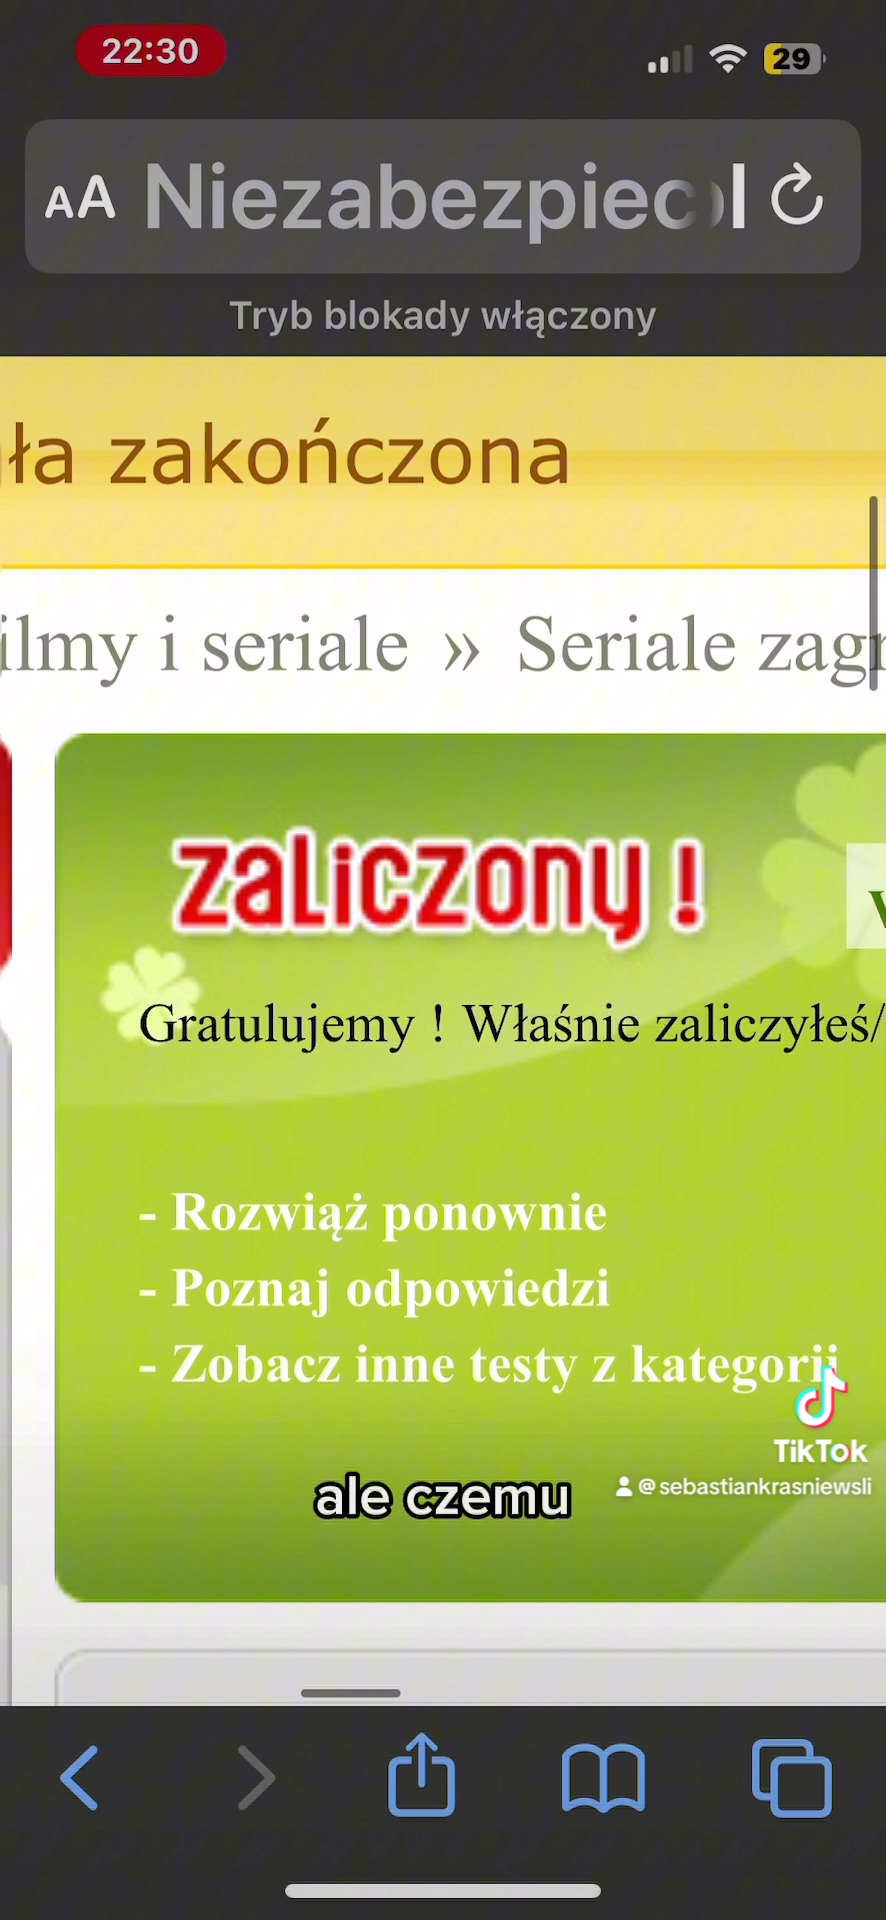 22:30
29
AA Niezabezpiec l
Tryb blokady włączony
ła zakończona
ilmy i seriale » Seriale zagr
zaliczony !
Gratulujemy ! Właśnie zaliczyłeś/
- Rozwiąż ponownie
- Poznaj odpowiedzi
- Zobacz inne testy z kategorii
TikTok
@sebastiankrasniewsli
ale czemu